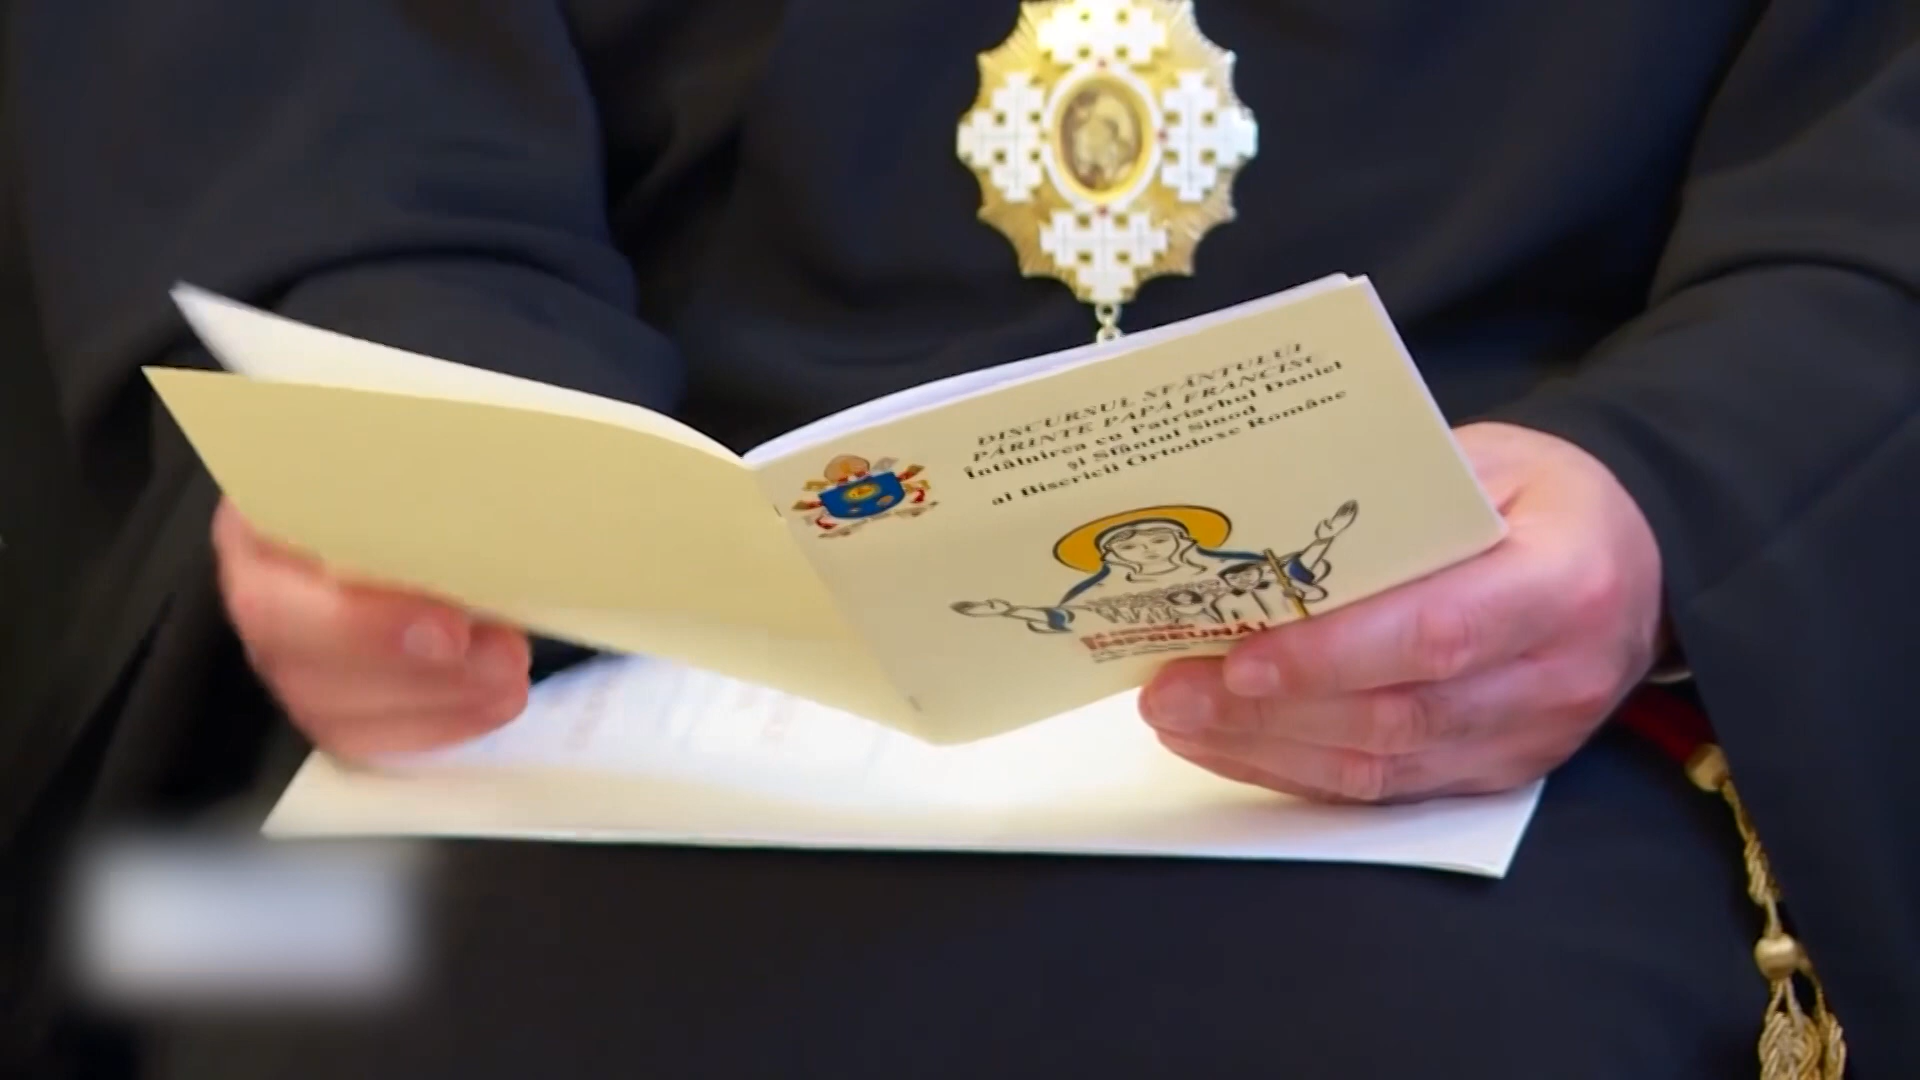 DISCURSUL SFÂNTULUI
PĂRINTE PAPA FRANCISC
Întâlnirea cu Patriarhul Daniel
și Sfântul Sinod
al Bisericii Ortodoxe Române
ÎMPREUNĂ!